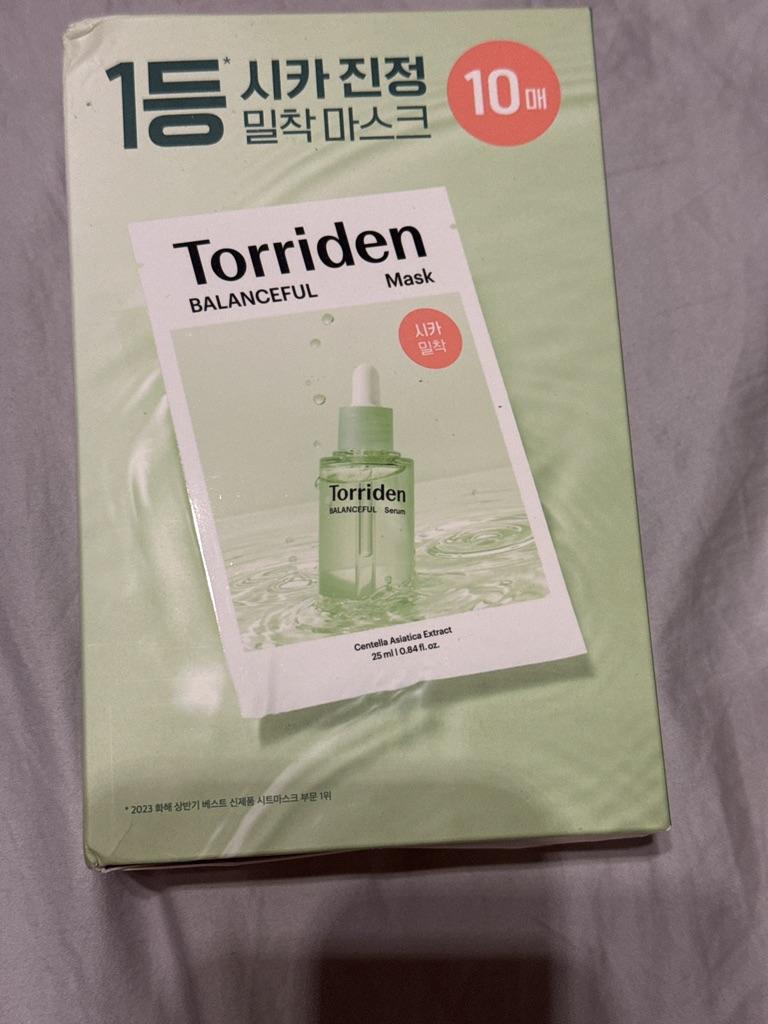 1등* 시카 진정
밀착 마스크
10매
Torriden
BALANCEFUL Mask
시카
밀착
Torriden
BALANCEFUL Serum
Centella Asiatica Extract
25 ml | 0.84 fl. oz.
* 2023 화해 상반기 베스트 신제품 시트마스크 부문 1위